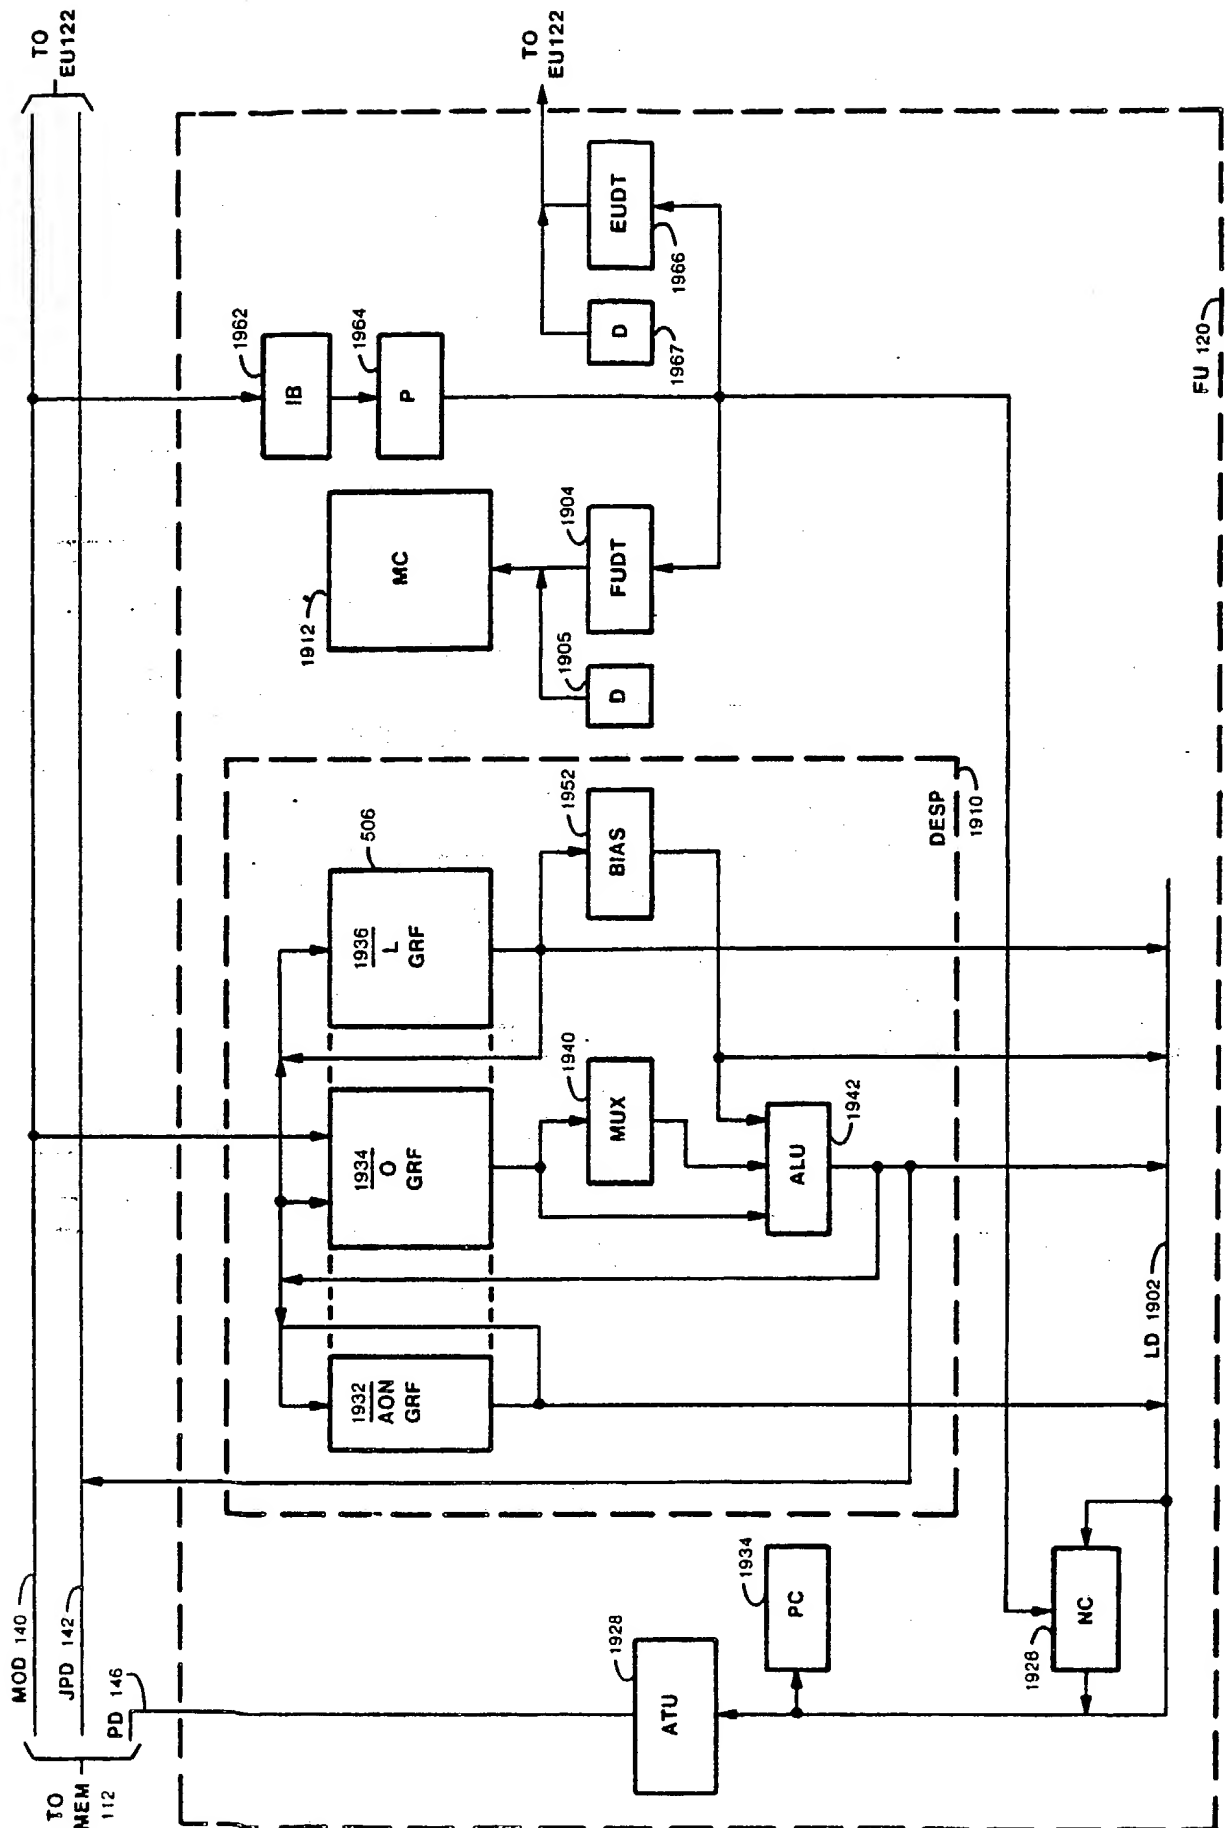 TO
MEM
112
MOD 140
JPD 142
PD 146
TO
EU122
TO
EU122
1932
AON
GRF
1934
O
GRF
1936
L
GRF
506
1912
MC
1962
IB
1964
P
1940
MUX
1952
BIAS
1905
D
1904
FUDT
1967
D
1966
EUDT
1928
ATU
1934
PC
ALU
1942
DESP
1910
1926
NC
LD 1902
FU 120